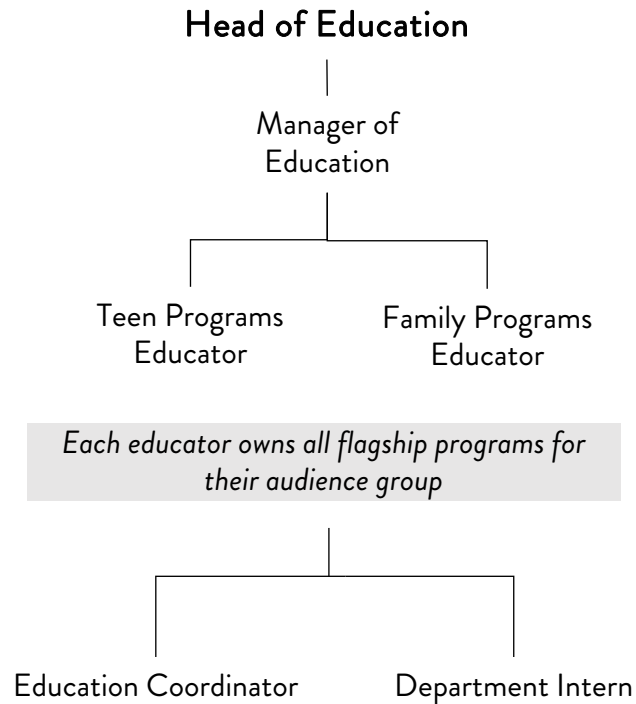 Head of Education
Manager of
Education
Teen Programs
Educator
Family Programs
Educator
Each educator owns all flagship programs for
their audience group
Education Coordinator
Department Intern